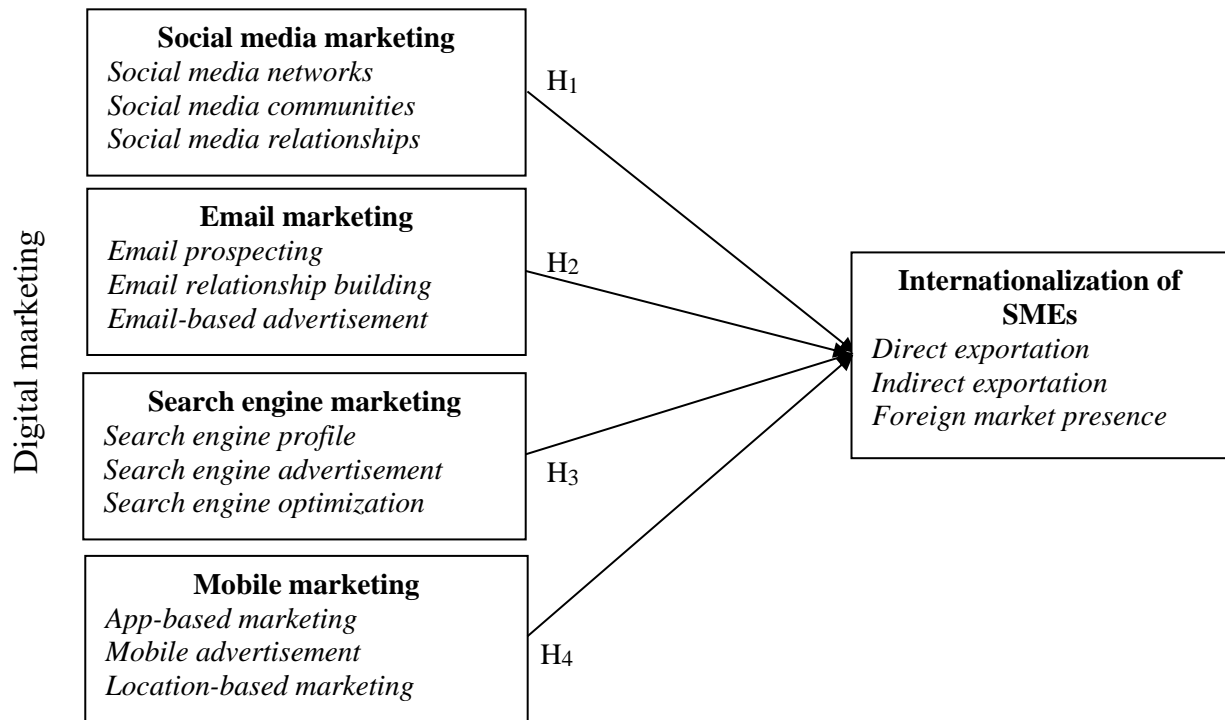 Digital marketing
Social media marketing
Social media networks
Social media communities
Social media relationships
H1
Email marketing
Email prospecting
Email relationship building
Email-based advertisement
H2
Search engine marketing
Search engine profile
Search engine advertisement
Search engine optimization
H3
Mobile marketing
App-based marketing
Mobile advertisement
Location-based marketing
H4
Internationalization of
SMEs
Direct exportation
Indirect exportation
Foreign market presence